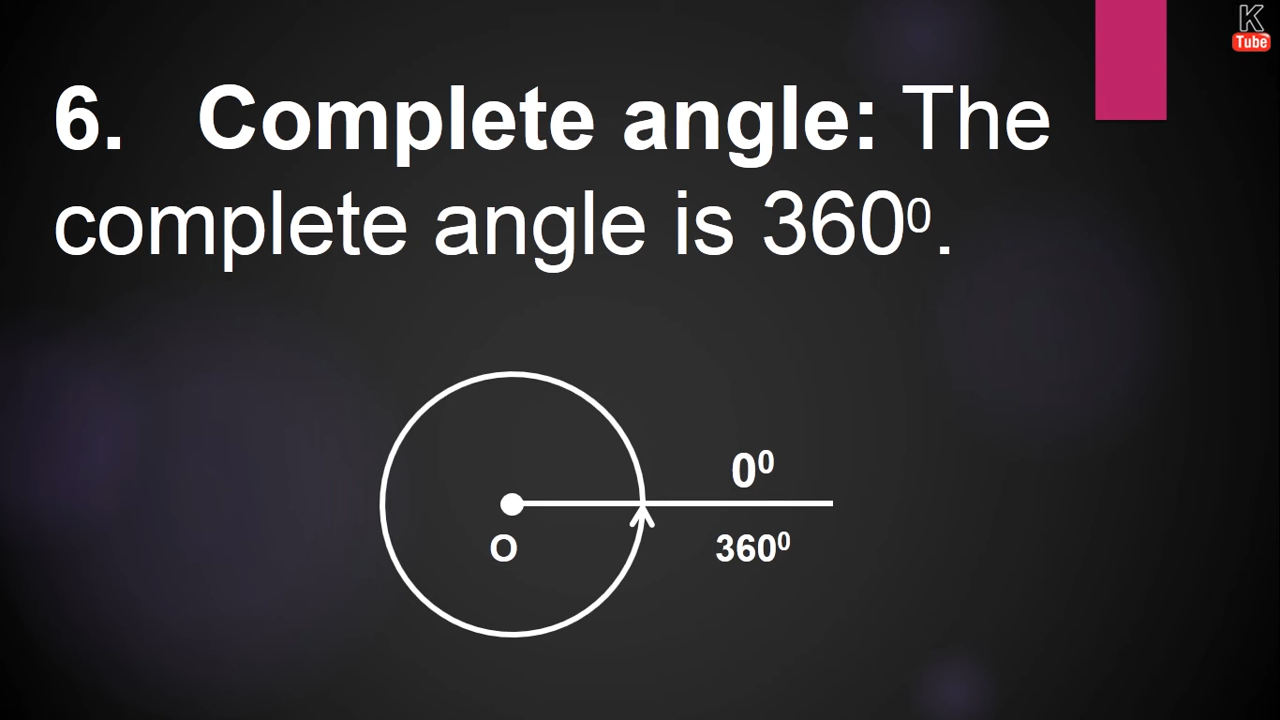 K
Tube
6. Complete angle: The
complete angle is 360⁰.
0⁰
O
360⁰